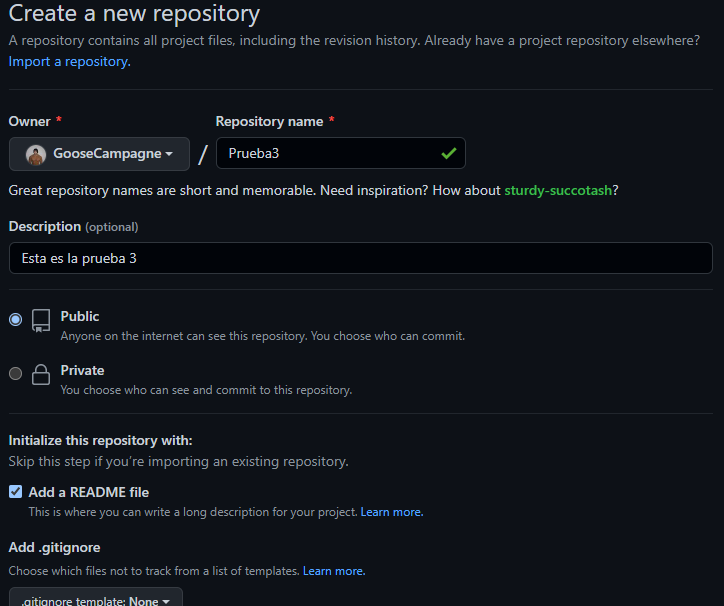 Create a new repository
A repository contains all project files, including the revision history. Already have a project repository elsewhere?
Import a repository.
Owner * Repository name *
GooseCampagne / Prueba3
Great repository names are short and memorable. Need inspiration? How about sturdy-succotash?
Description (optional)
Esta es la prueba 3
Public
Anyone on the internet can see this repository. You choose who can commit.
Private
You choose who can see and commit to this repository.
Initialize this repository with:
Skip this step if you’re importing an existing repository.
Add a README file
This is where you can write a long description for your project. Learn more.
Add .gitignore
Choose which files not to track from a list of templates. Learn more.
.gitignore template: None